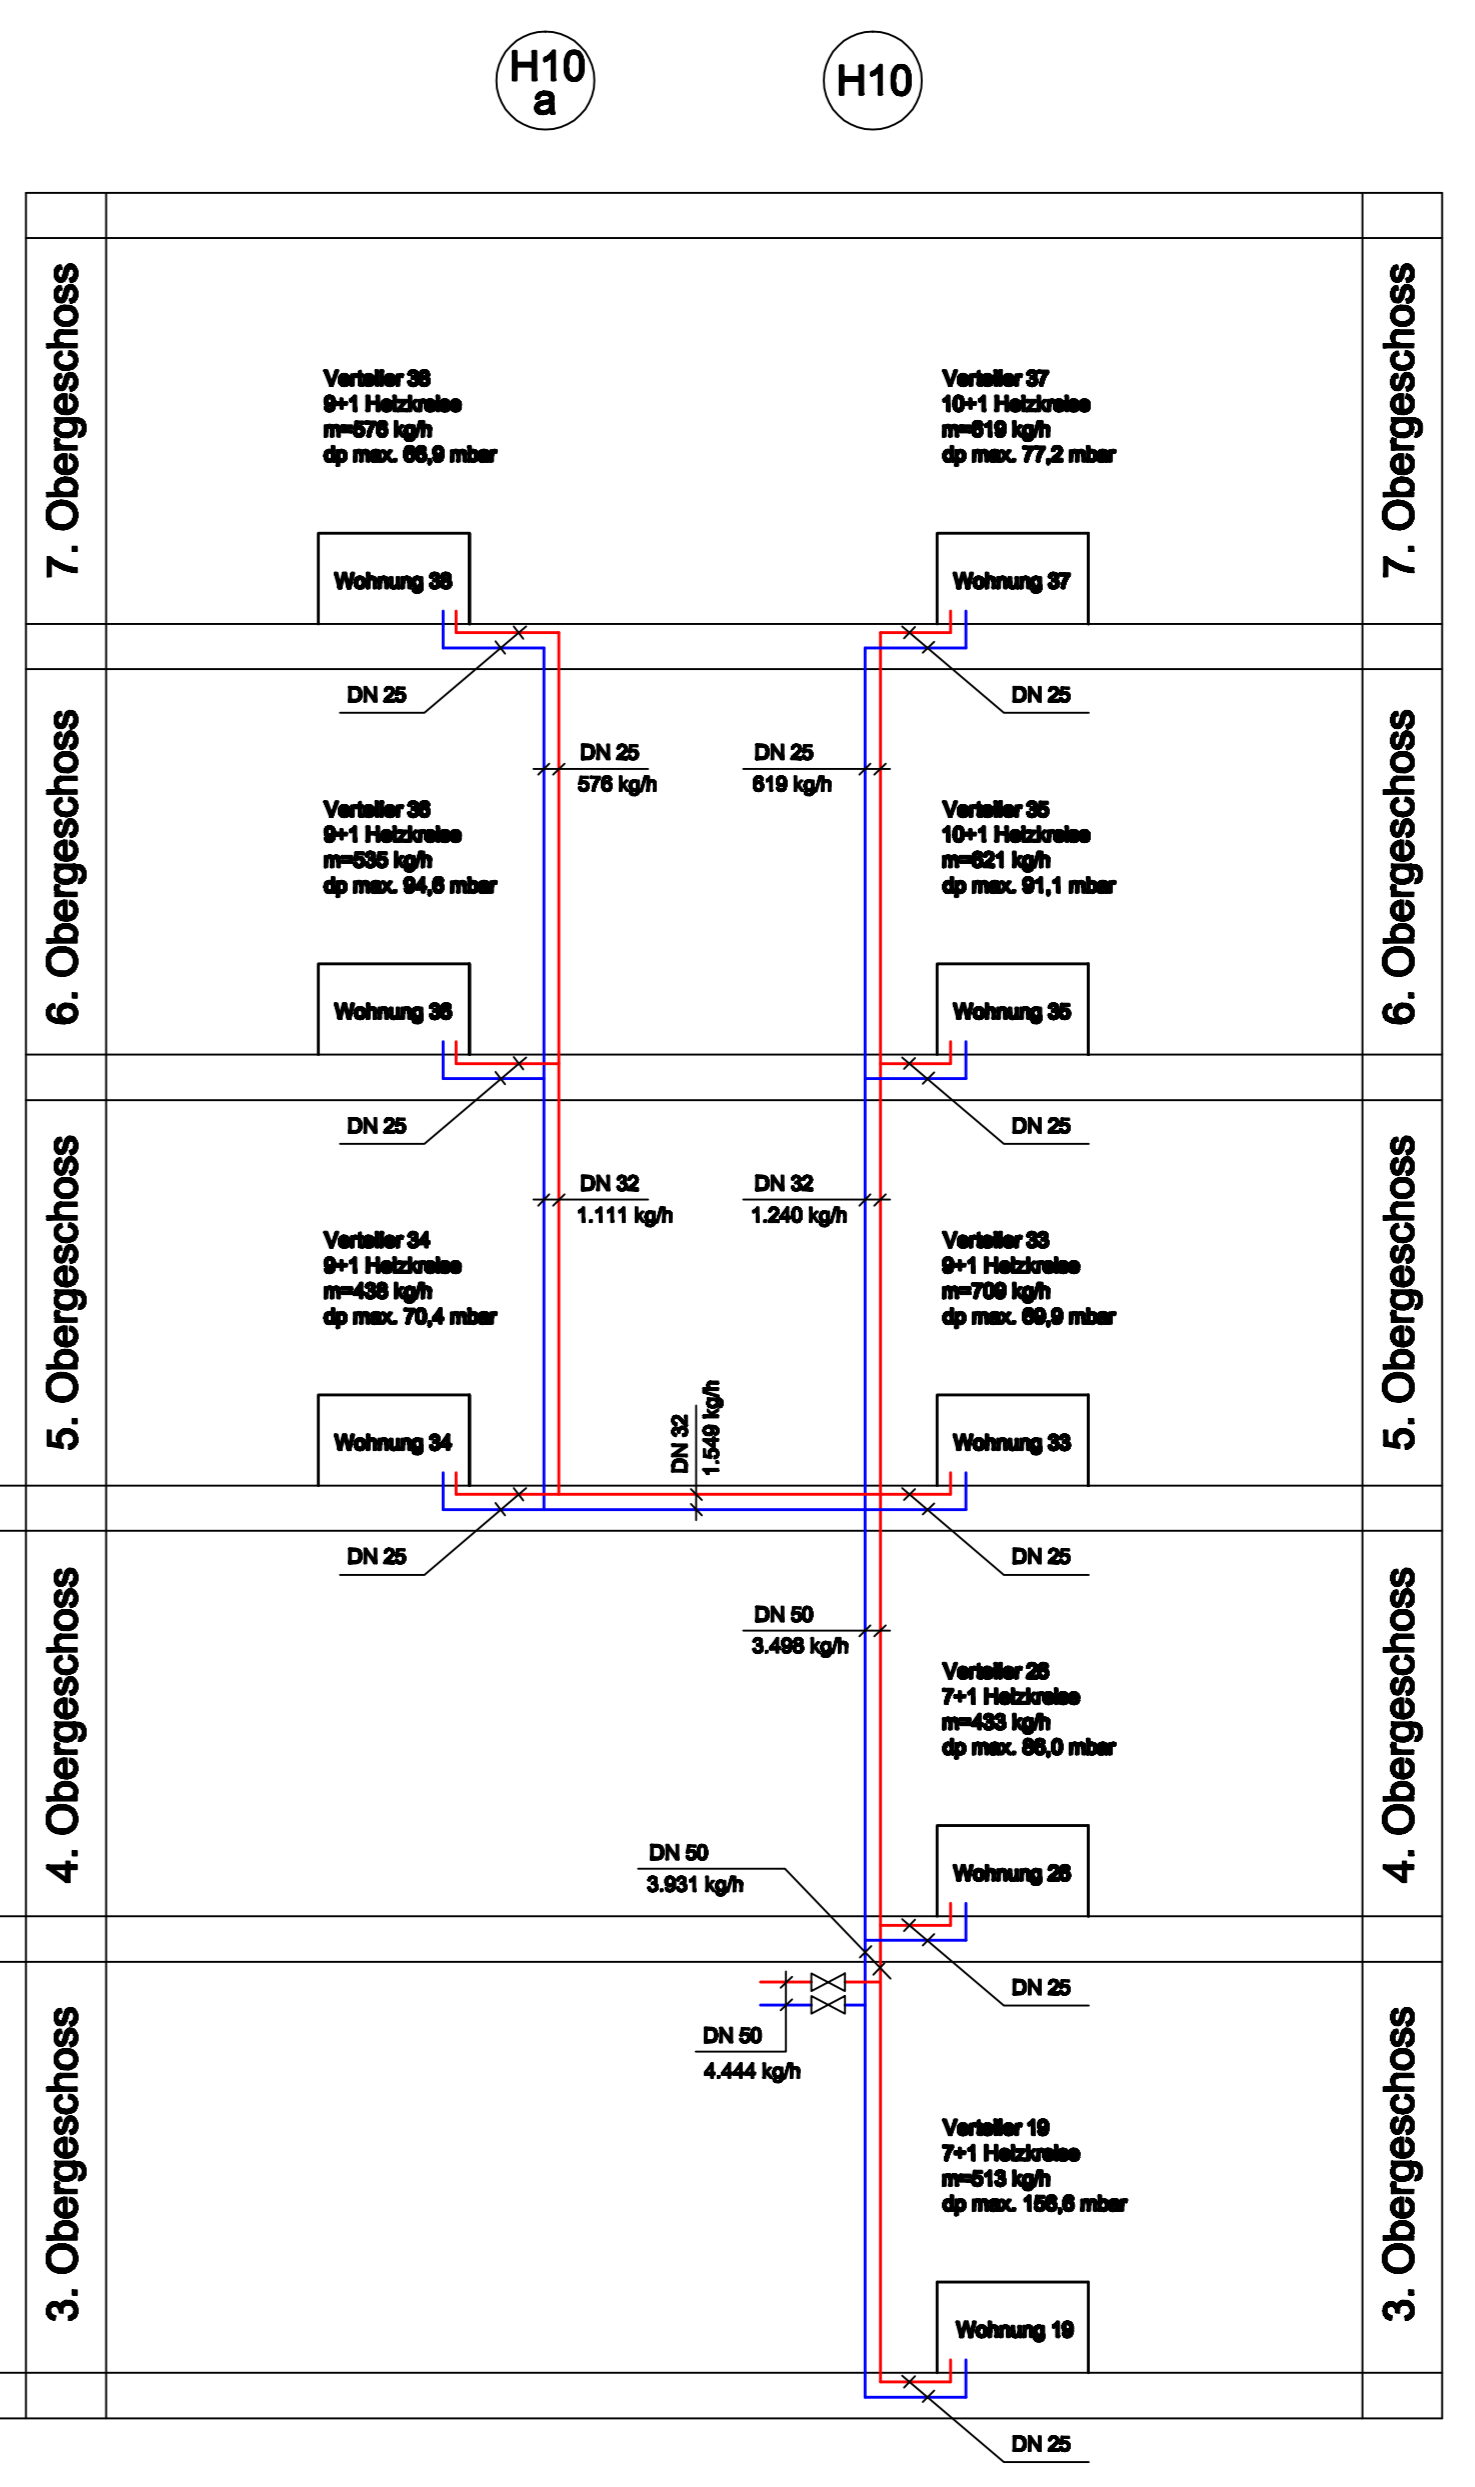 H10
a
H10
7. Obergeschoss
Verteiler 38
9+1 Heizkreise
m=576 kg/h
dp max. 66,9 mbar
Wohnung 38
DN 25
DN 25
576 kg/h
Verteiler 37
10+1 Heizkreise
m=619 kg/h
dp max. 77,2 mbar
Wohnung 37
DN 25
DN 25
619 kg/h
7. Obergeschoss
6. Obergeschoss
Verteiler 36
9+1 Heizkreise
m=535 kg/h
dp max. 94,6 mbar
Wohnung 36
DN 25
DN 32
1.111 kg/h
Verteiler 35
10+1 Heizkreise
m=621 kg/h
dp max. 91,1 mbar
Wohnung 35
DN 25
DN 32
1.240 kg/h
6. Obergeschoss
5. Obergeschoss
Verteiler 34
9+1 Heizkreise
m=438 kg/h
dp max. 70,4 mbar
Wohnung 34
DN 25
DN 32
1.549 kg/h
Verteiler 33
9+1 Heizkreise
m=709 kg/h
dp max. 69,9 mbar
Wohnung 33
DN 25
5. Obergeschoss
4. Obergeschoss
DN 50
3.498 kg/h
Verteiler 26
7+1 Heizkreise
m=433 kg/h
dp max. 86,0 mbar
Wohnung 26
DN 50
3.931 kg/h
DN 25
4. Obergeschoss
3. Obergeschoss
DN 50
4.444 kg/h
Verteiler 19
7+1 Heizkreise
m=513 kg/h
dp max. 156,6 mbar
Wohnung 19
DN 25
3. Obergeschoss